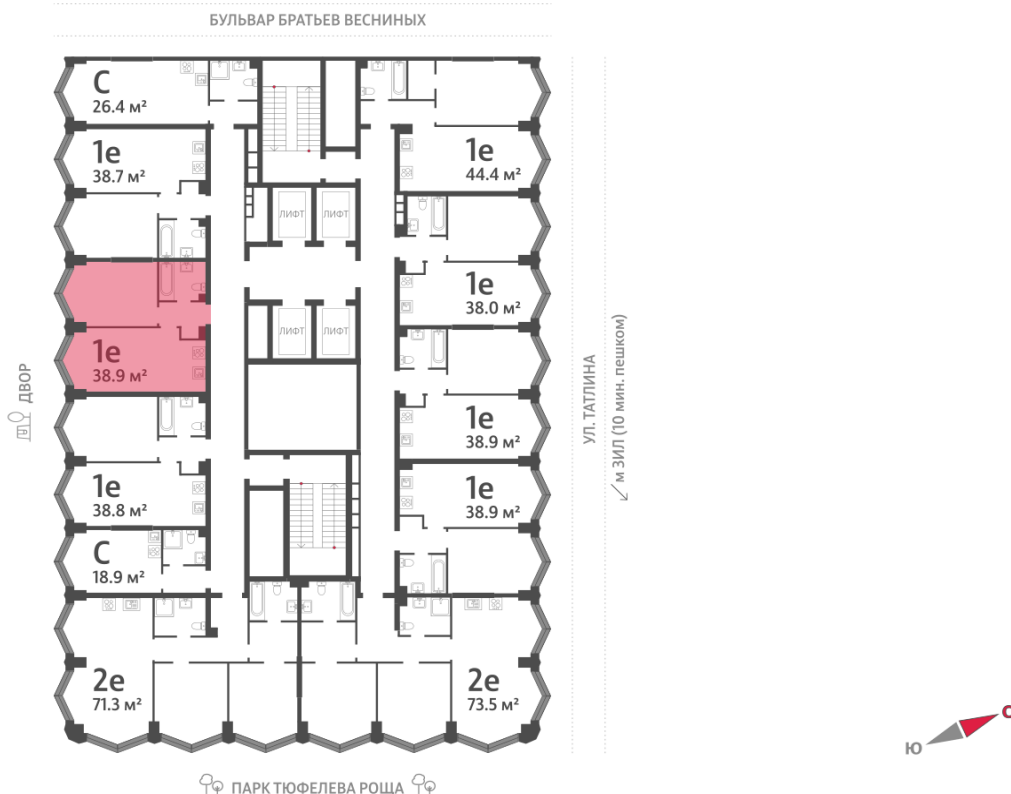 БУЛЬВАР БРАТЬЕВ ВЕСНИНЫХ
С
26.4 м²
1е
38.7 м²
1е
44.4 м²
ЛИФТ
ЛИФТ
1е
38.0 м²
ЛИФТ
ЛИФТ
1е
38.9 м²
ДВОР
УЛ. ТАТЛИНА
м ЗИЛ (10 мин. пешком)
1е
38.9 м²
1е
38.8 м²
1е
38.9 м²
С
18.9 м²
2е
71.3 м²
2е
73.5 м²
С
Ю
ПАРК ТЮФЕЛЕВА РОЩА